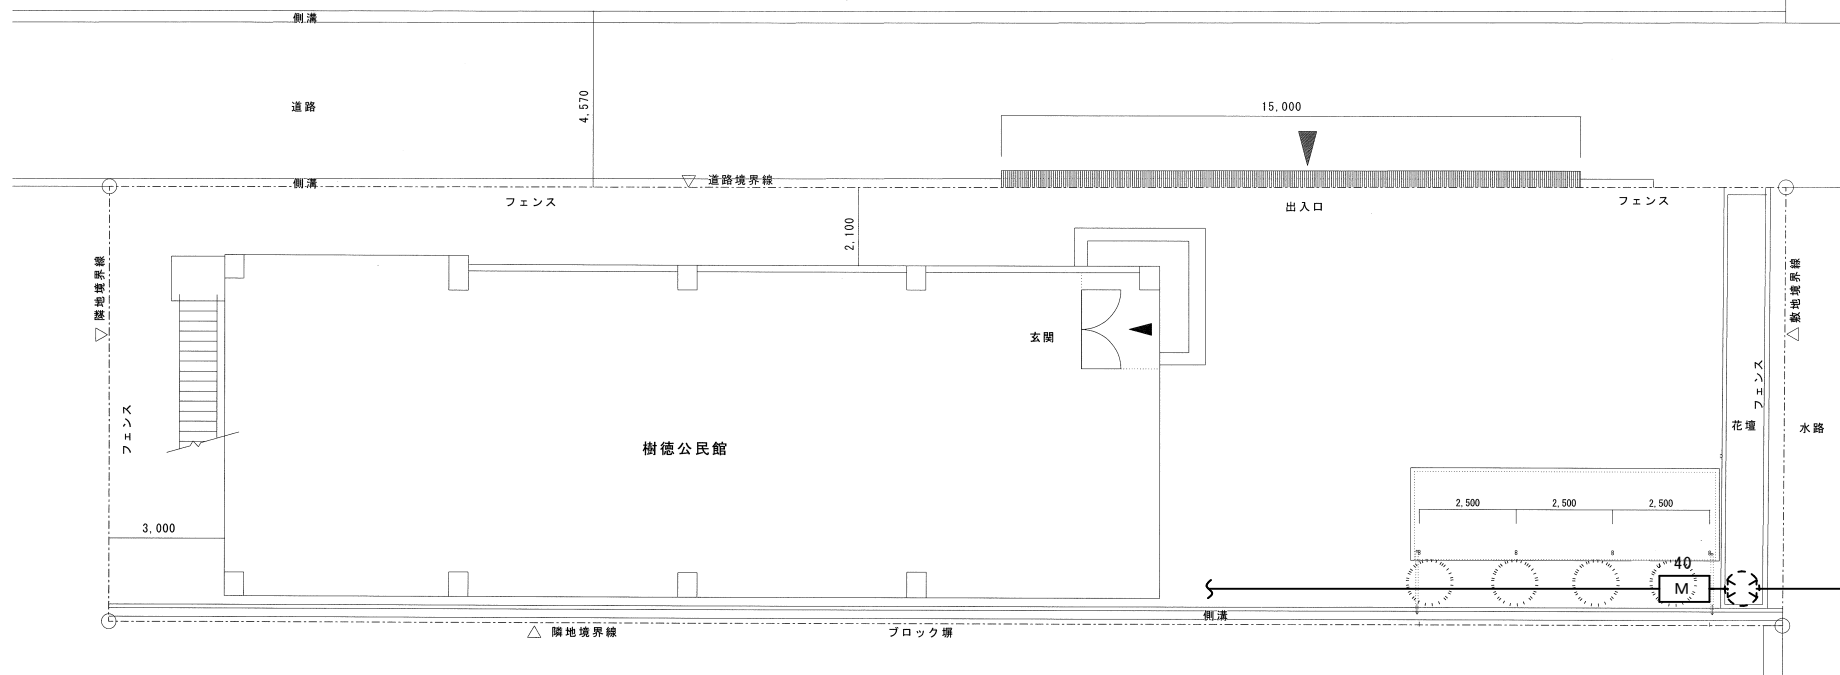 側溝
道路
4,570
15,000
側溝
道路境界線
フェンス
出入口
フェンス
2,100
隣地境界線
敷地境界線
玄関
フェンス
フェンス
花壇
水路
樹徳公民館
2,500
2,500
2,500
3,000
8
8
8
8
40
M
側溝
隣地境界線
ブロック塀